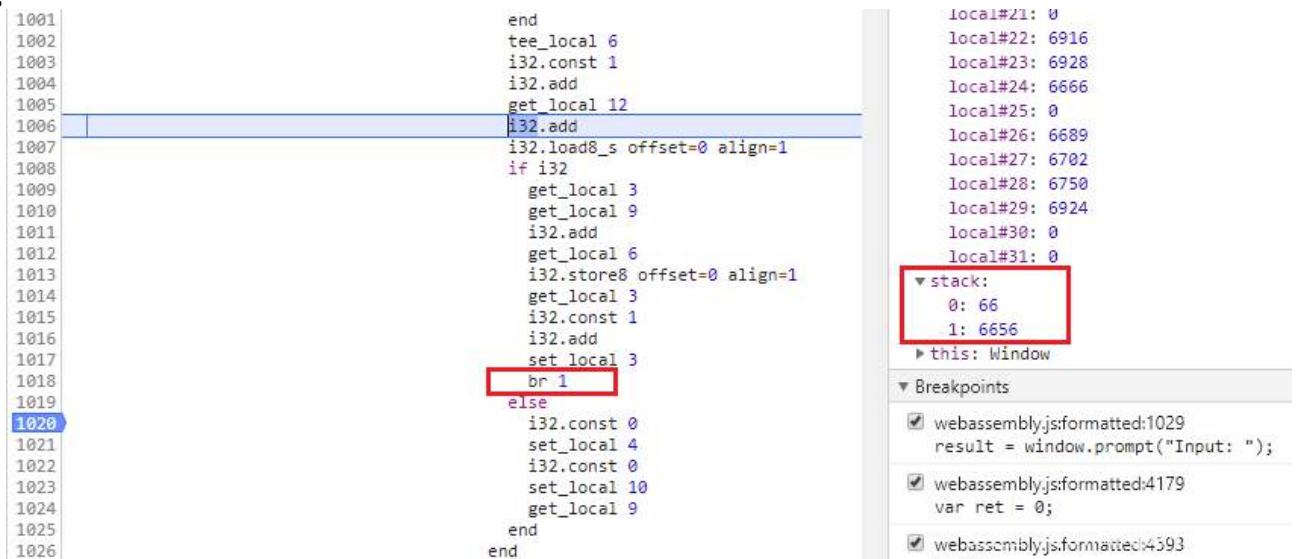 1001 end
1002 tee_local 6
1003 i32.const 1
1004 i32.add
1005 get_local 12
1006 i32.add
1007 i32.load8_s offset=0 align=1
1008 if i32
1009 get_local 3
1010 get_local 9
1011 i32.add
1012 get_local 6
1013 i32.store8 offset=0 align=1
1014 get_local 3
1015 i32.const 1
1016 i32.add
1017 set_local 3
1018 br 1
1019 else
1020 i32.const 0
1021 set_local 4
1022 i32.const 0
1023 set_local 10
1024 get_local 9
1025 end
1026 end
local#21: 0
local#22: 6916
local#23: 6928
local#24: 6666
local#25: 0
local#26: 6689
local#27: 6702
local#28: 6750
local#29: 6924
local#30: 0
local#31: 0
▼stack:
0: 66
1: 6656
▶this: Window
▼ Breakpoints
webassembly.js:formatted:1029
result = window.prompt("Input: ");
webassembly.js:formatted:4179
var ret = 0;
webassembly.js:formatted:4393